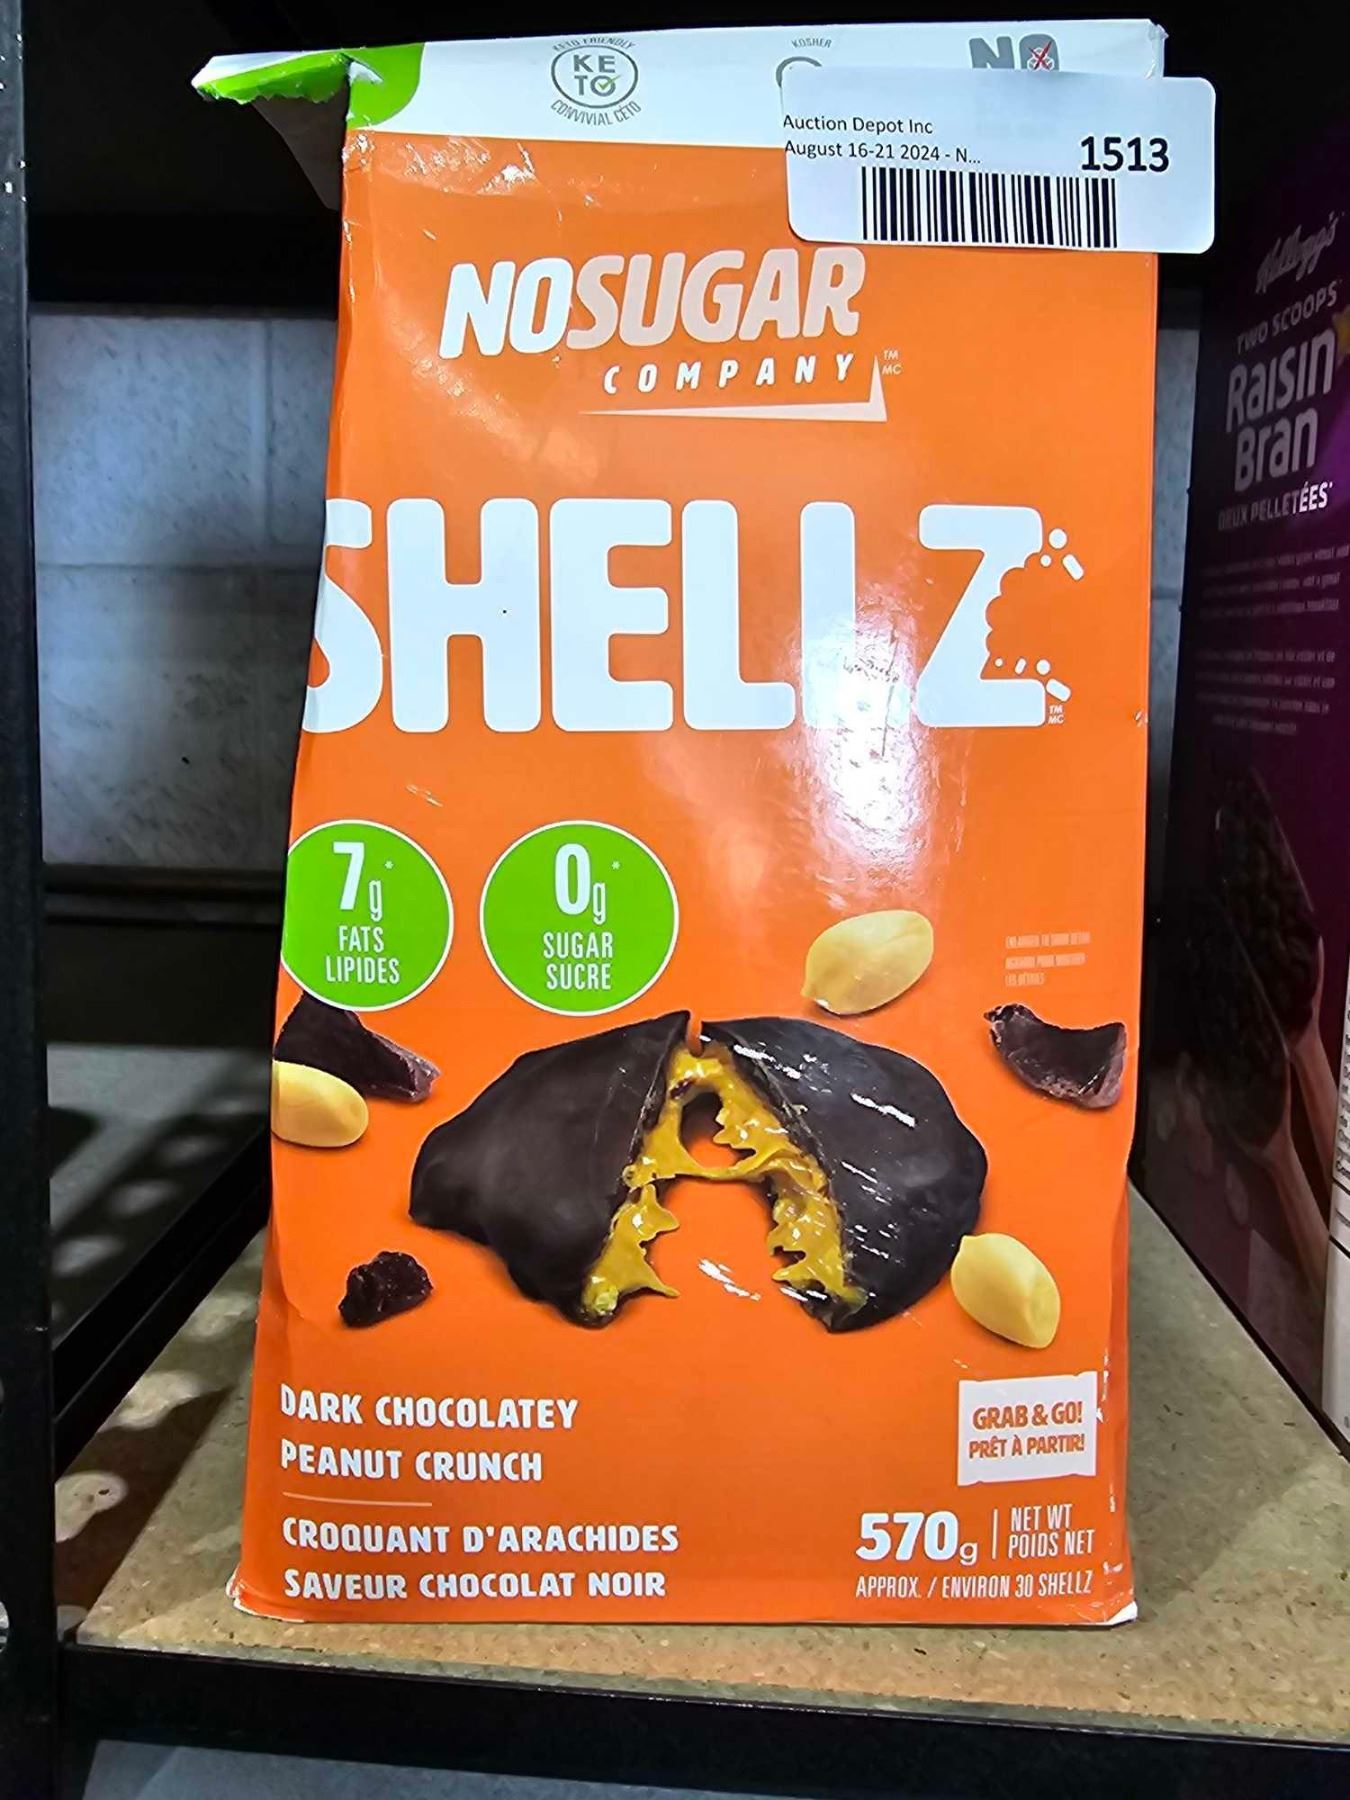 KETO FRIENDLY
KE
TO
CONVIVIAL CÉTO
KOSHER
NO
Auction Depot Inc
August 16-21 2024 - N...
1513
NOSUGAR
COMPANY
TM
MC
SHELLZ
TM
MC
7g*
FATS
LIPIDES
0g*
SUGAR
SUCRE
DARK CHOCOLATEY
PEANUT CRUNCH
CROQUANT D'ARACHIDES
SAVEUR CHOCOLAT NOIR
GRAB & GO!
PRÊT À PARTIR!
570g
NET WT
POIDS NET
APPROX. / ENVIRON 30 SHELLZ
Kellogg's
TWO SCOOPS
Raisin
Bran
DEUX PELLETÉES